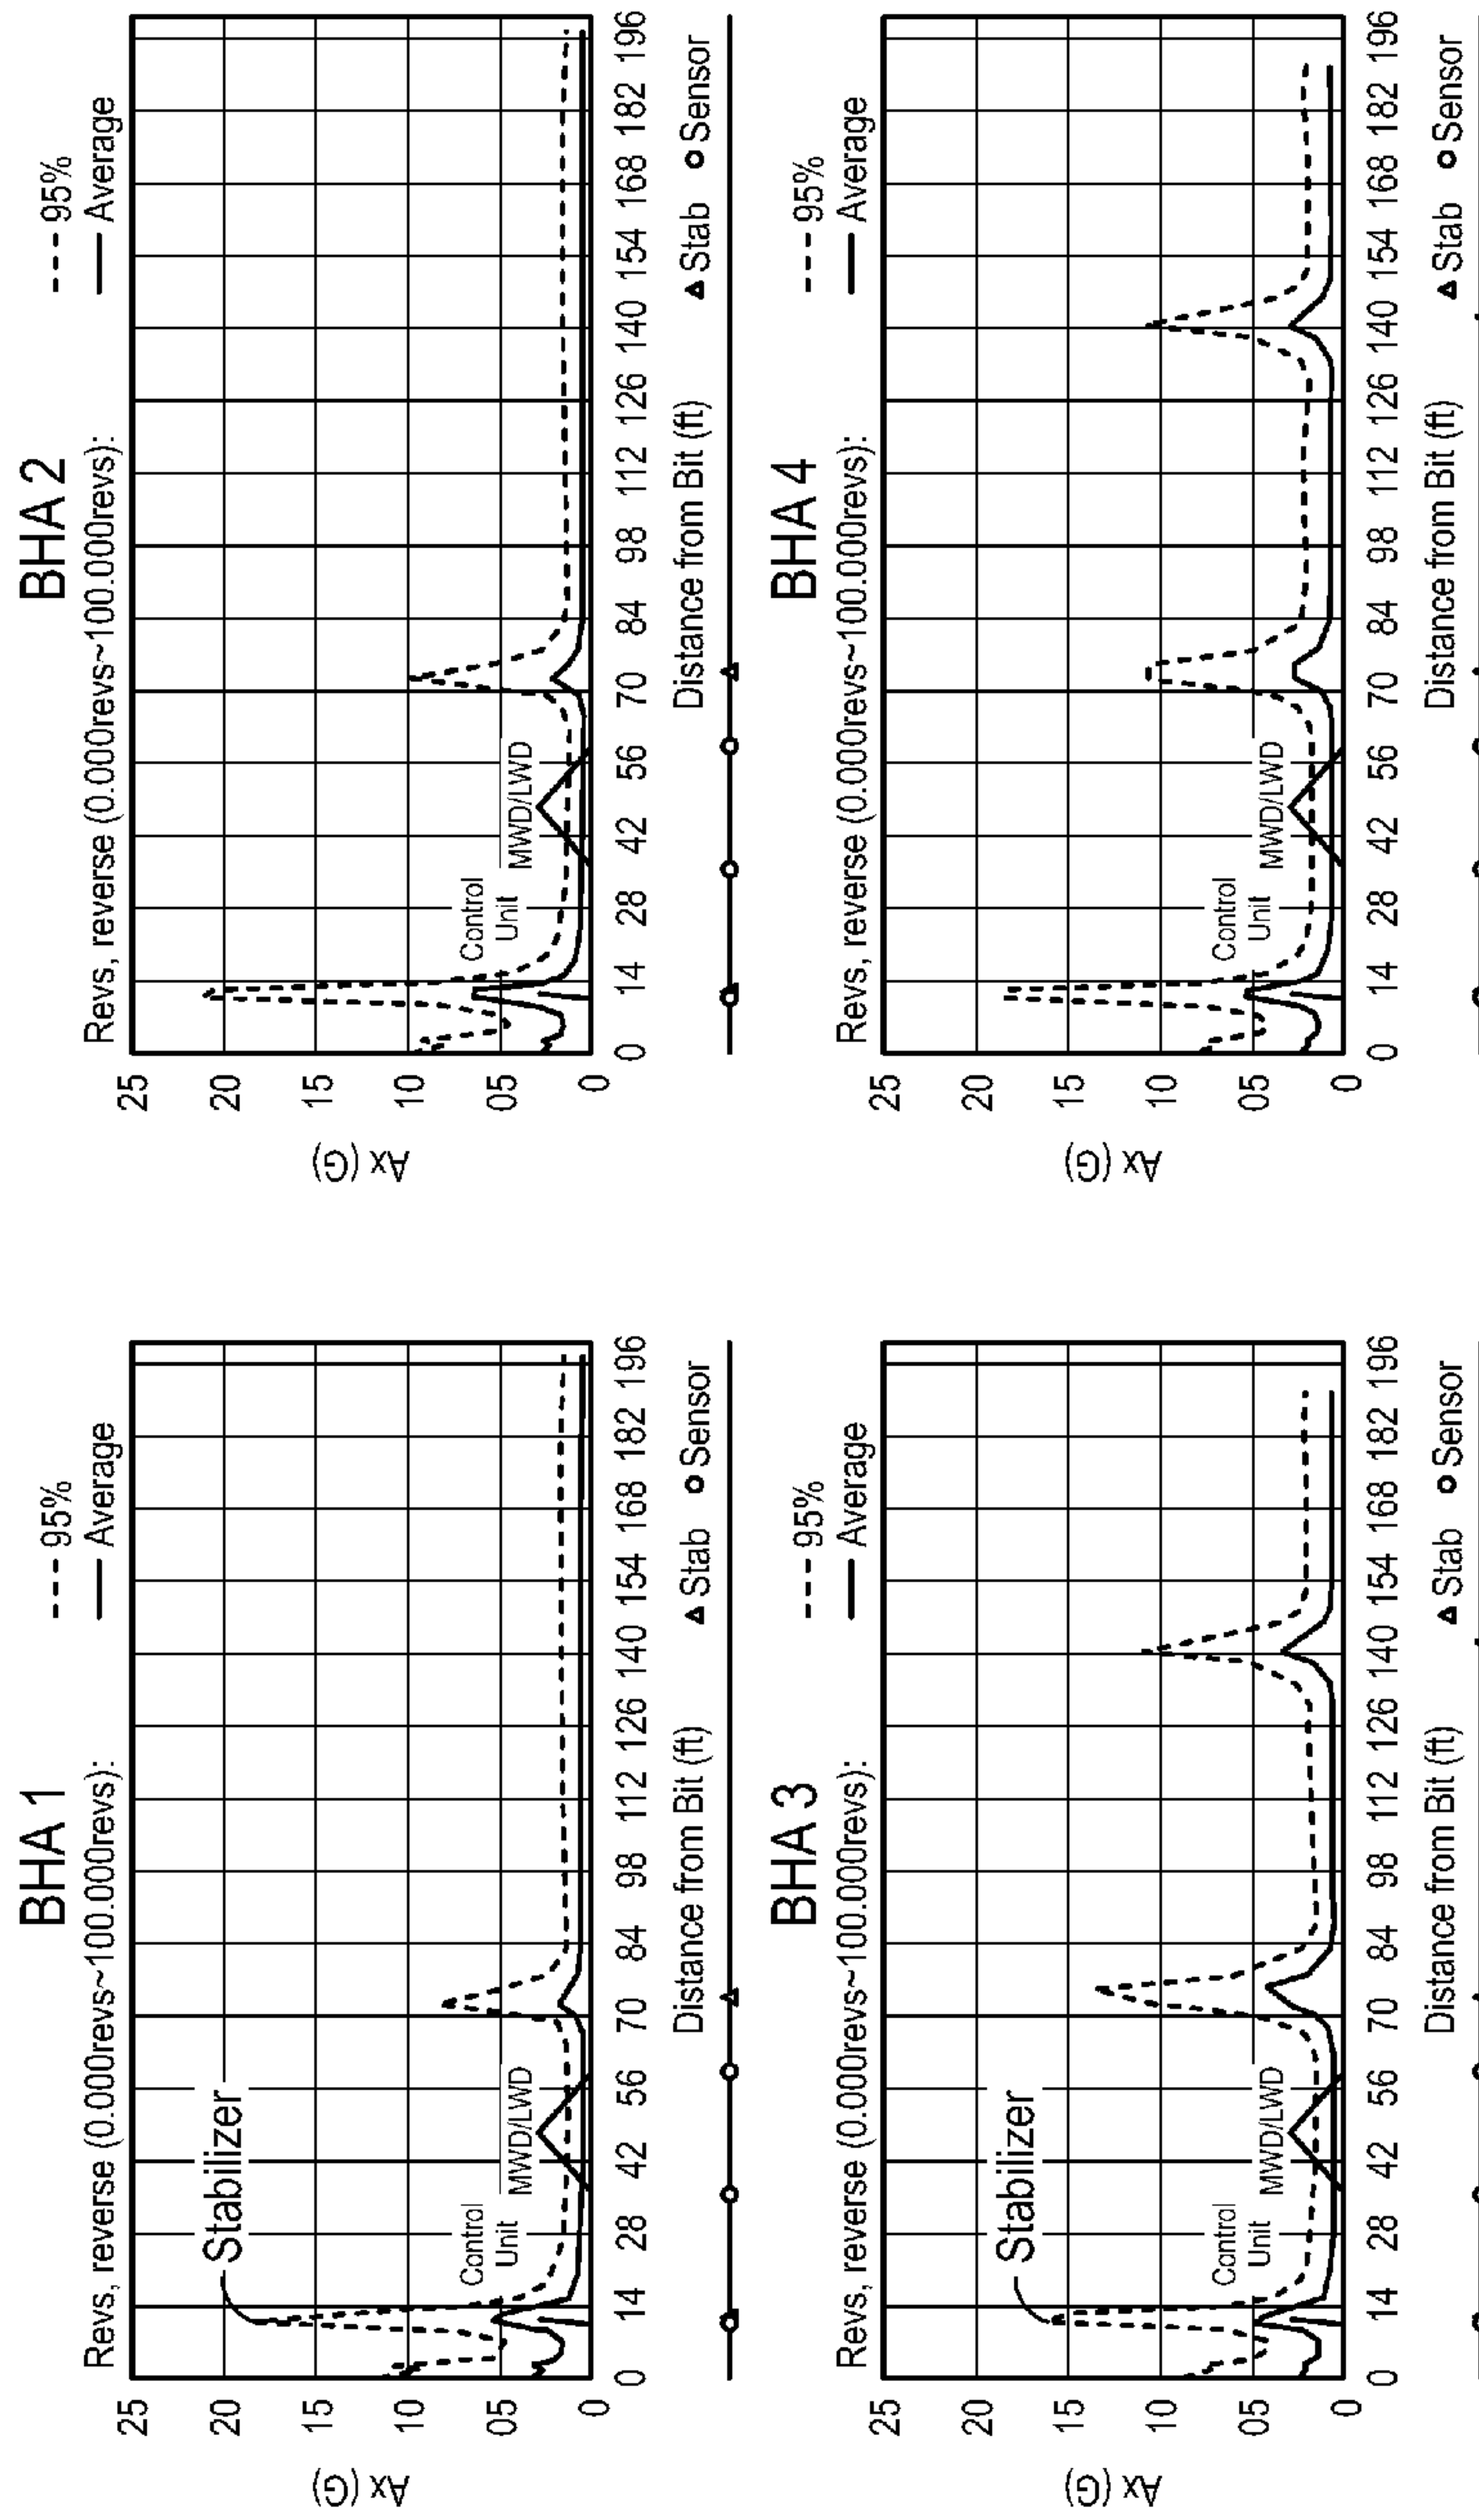 BHA 1
Revs, reverse (0.000revs~100.000revs):
--- 95%
— Average
Ax (G)
25
20
15
10
05
0
Stabilizer
Control
Unit
MWD/LWD
0 14 28 42 56 70 84 98 112 126 140 154 168 182 196
Distance from Bit (ft)
Stab
Sensor
BHA 2
Revs, reverse (0.000revs~100.000revs):
--- 95%
— Average
Ax (G)
25
20
15
10
05
0
Control
Unit
MWD/LWD
0 14 28 42 56 70 84 98 112 126 140 154 168 182 196
Distance from Bit (ft)
Stab
Sensor
BHA 3
Revs, reverse (0.000revs~100.000revs):
--- 95%
— Average
Ax (G)
25
20
15
10
05
0
Stabilizer
Control
Unit
MWD/LWD
0 14 28 42 56 70 84 98 112 126 140 154 168 182 196
Distance from Bit (ft)
Stab
Sensor
BHA 4
Revs, reverse (0.000revs~100.000revs):
--- 95%
— Average
Ax (G)
25
20
15
10
05
0
Control
Unit
MWD/LWD
0 14 28 42 56 70 84 98 112 126 140 154 168 182 196
Distance from Bit (ft)
Stab
Sensor